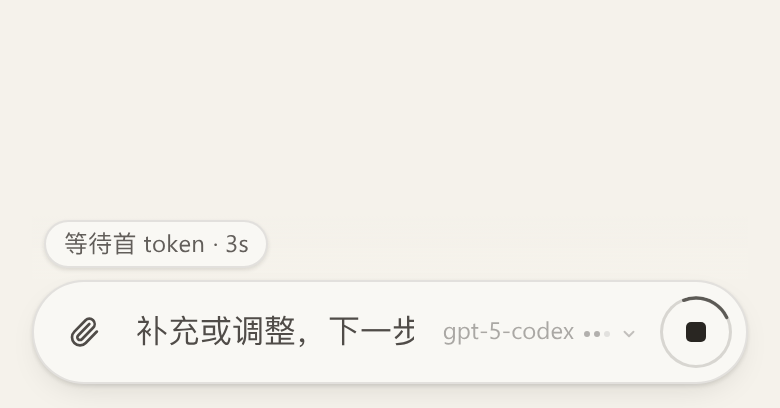 等待首 token · 3s
补充或调整，下一步
gpt-5-codex